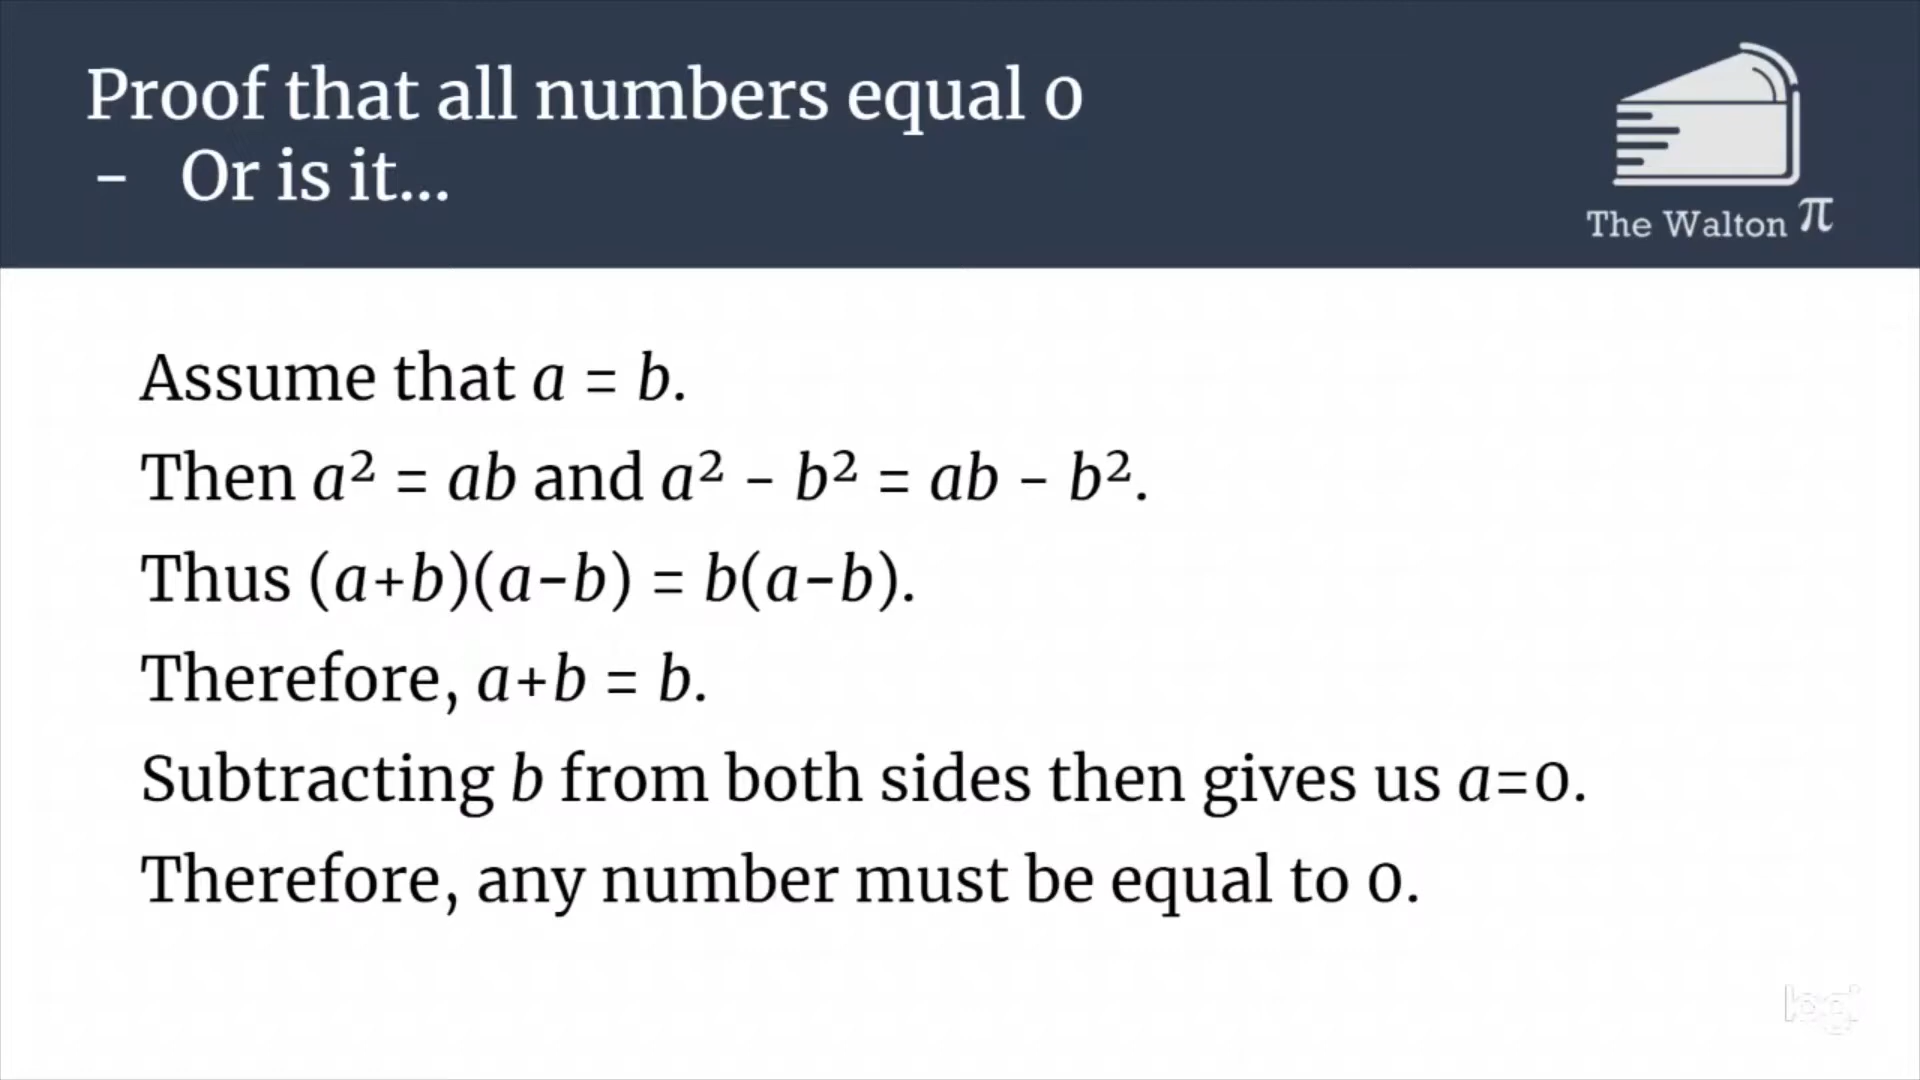 Proof that all numbers equal 0
- Or is it...
The Walton π
Assume that a = b.
Then a² = ab and a² - b² = ab - b².
Thus (a+b)(a-b) = b(a-b).
Therefore, a+b = b.
Subtracting b from both sides then gives us a=0.
Therefore, any number must be equal to 0.